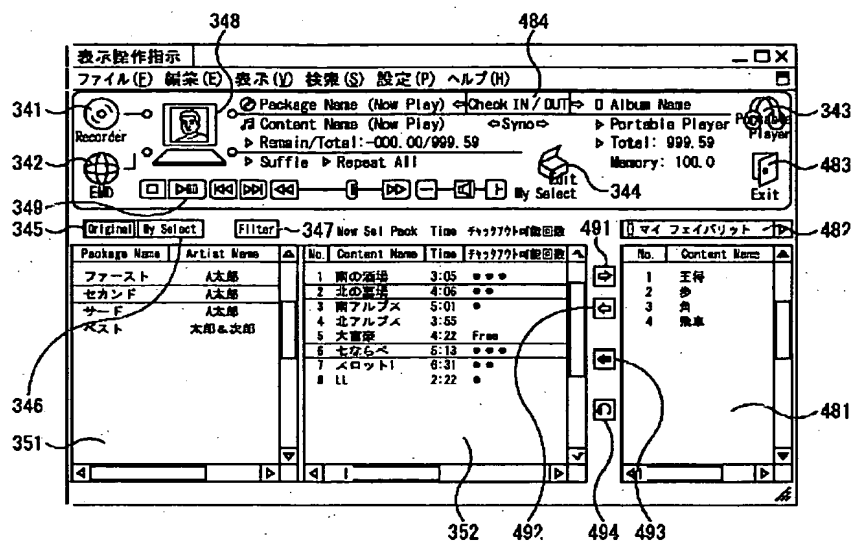 348
484
表示操作指示
ファイル(F) 編集(E) 表示(V) 検索(S) 設定(P) ヘルプ(H)
341
Recorder
Package Name (Now Play)
Check IN / OUT
Album Name
343
Content Name (Now Play)
Sync
Portable Player
Portable Player
342
EMD
Remain/Total:-000.00/999.59
Total: 999.59
Suffle
Repeat All
Memory: 100.0
483
Edit
My Select
344
Exit
349
345
Original
My Select
Filter
347
New Sel Pack
Time
チャックアウト可能回数
491
マイ フェイバリット
482
Package Name
Artist Name
No.
Content Name
Time
チャックアウト可能回数
No.
Content Name
ファースト A太郎
セカンド A太郎
サード A太郎
ベスト 太郎&次郎
1 南の酒場 3:05 ●●●
2 北の 4:06 ●●
3 南アルプス 5:01 ●
4 北アルプス 3:55
5 大富豪 4:22 Free
6 七ならべ 5:13 ●●●
7 メロット1 6:31 ●●
8 LL 2:22 ●
1 王将
2 歩
3 角
4 飛車
346
351
481
352
492
494
493